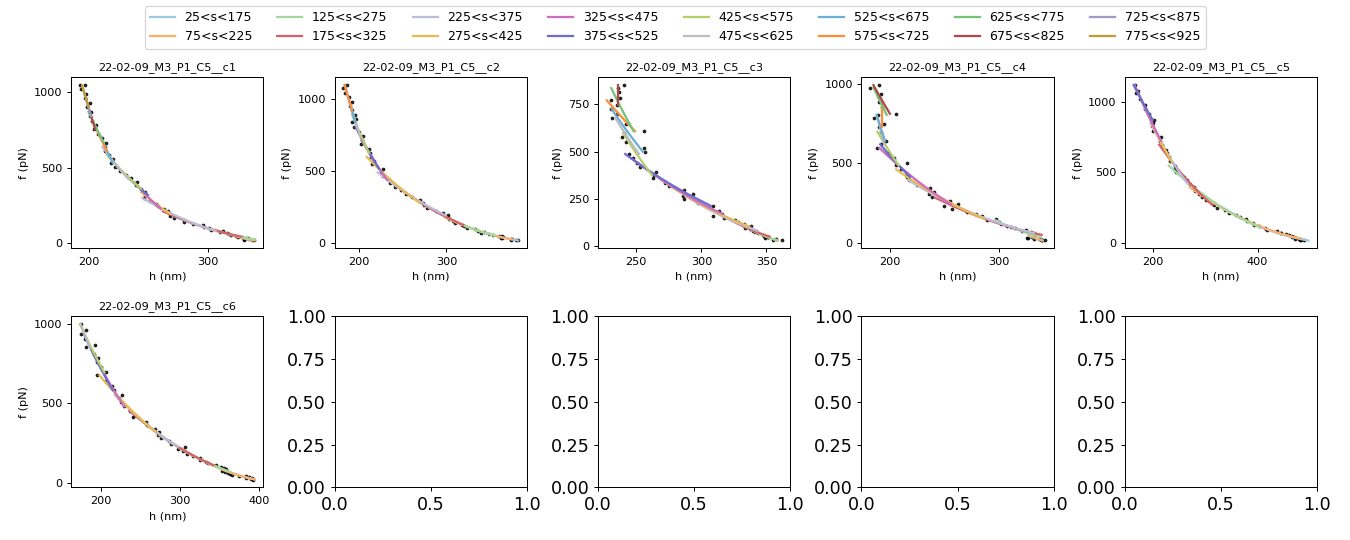 25<s<175 125<s<275 225<s<375 325<s<475 425<s<575 525<s<675 625<s<775 725<s<875
75<s<225 175<s<325 275<s<425 375<s<525 475<s<625 575<s<725 675<s<825 775<s<925
22-02-09_M3_P1_C5__c1 22-02-09_M3_P1_C5__c2 22-02-09_M3_P1_C5__c3 22-02-09_M3_P1_C5__c4 22-02-09_M3_P1_C5__c5
f (pN) f (pN) f (pN) f (pN) f (pN)
1000 1000 750 1000 1000
500 500 500 500 500
250
0 0 0 0 0
200 300 200 300 250 300 350 200 300 200 400
h (nm) h (nm) h (nm) h (nm) h (nm)
22-02-09_M3_P1_C5__c6
f (pN)
1000 1.00 1.00 1.00 1.00
0.75 0.75 0.75 0.75
500 0.50 0.50 0.50 0.50
0.25 0.25 0.25 0.25
0 0.00 0.00 0.00 0.00
200 300 400 0.0 0.5 1.0 0.0 0.5 1.0 0.0 0.5 1.0 0.0 0.5 1.0
h (nm)